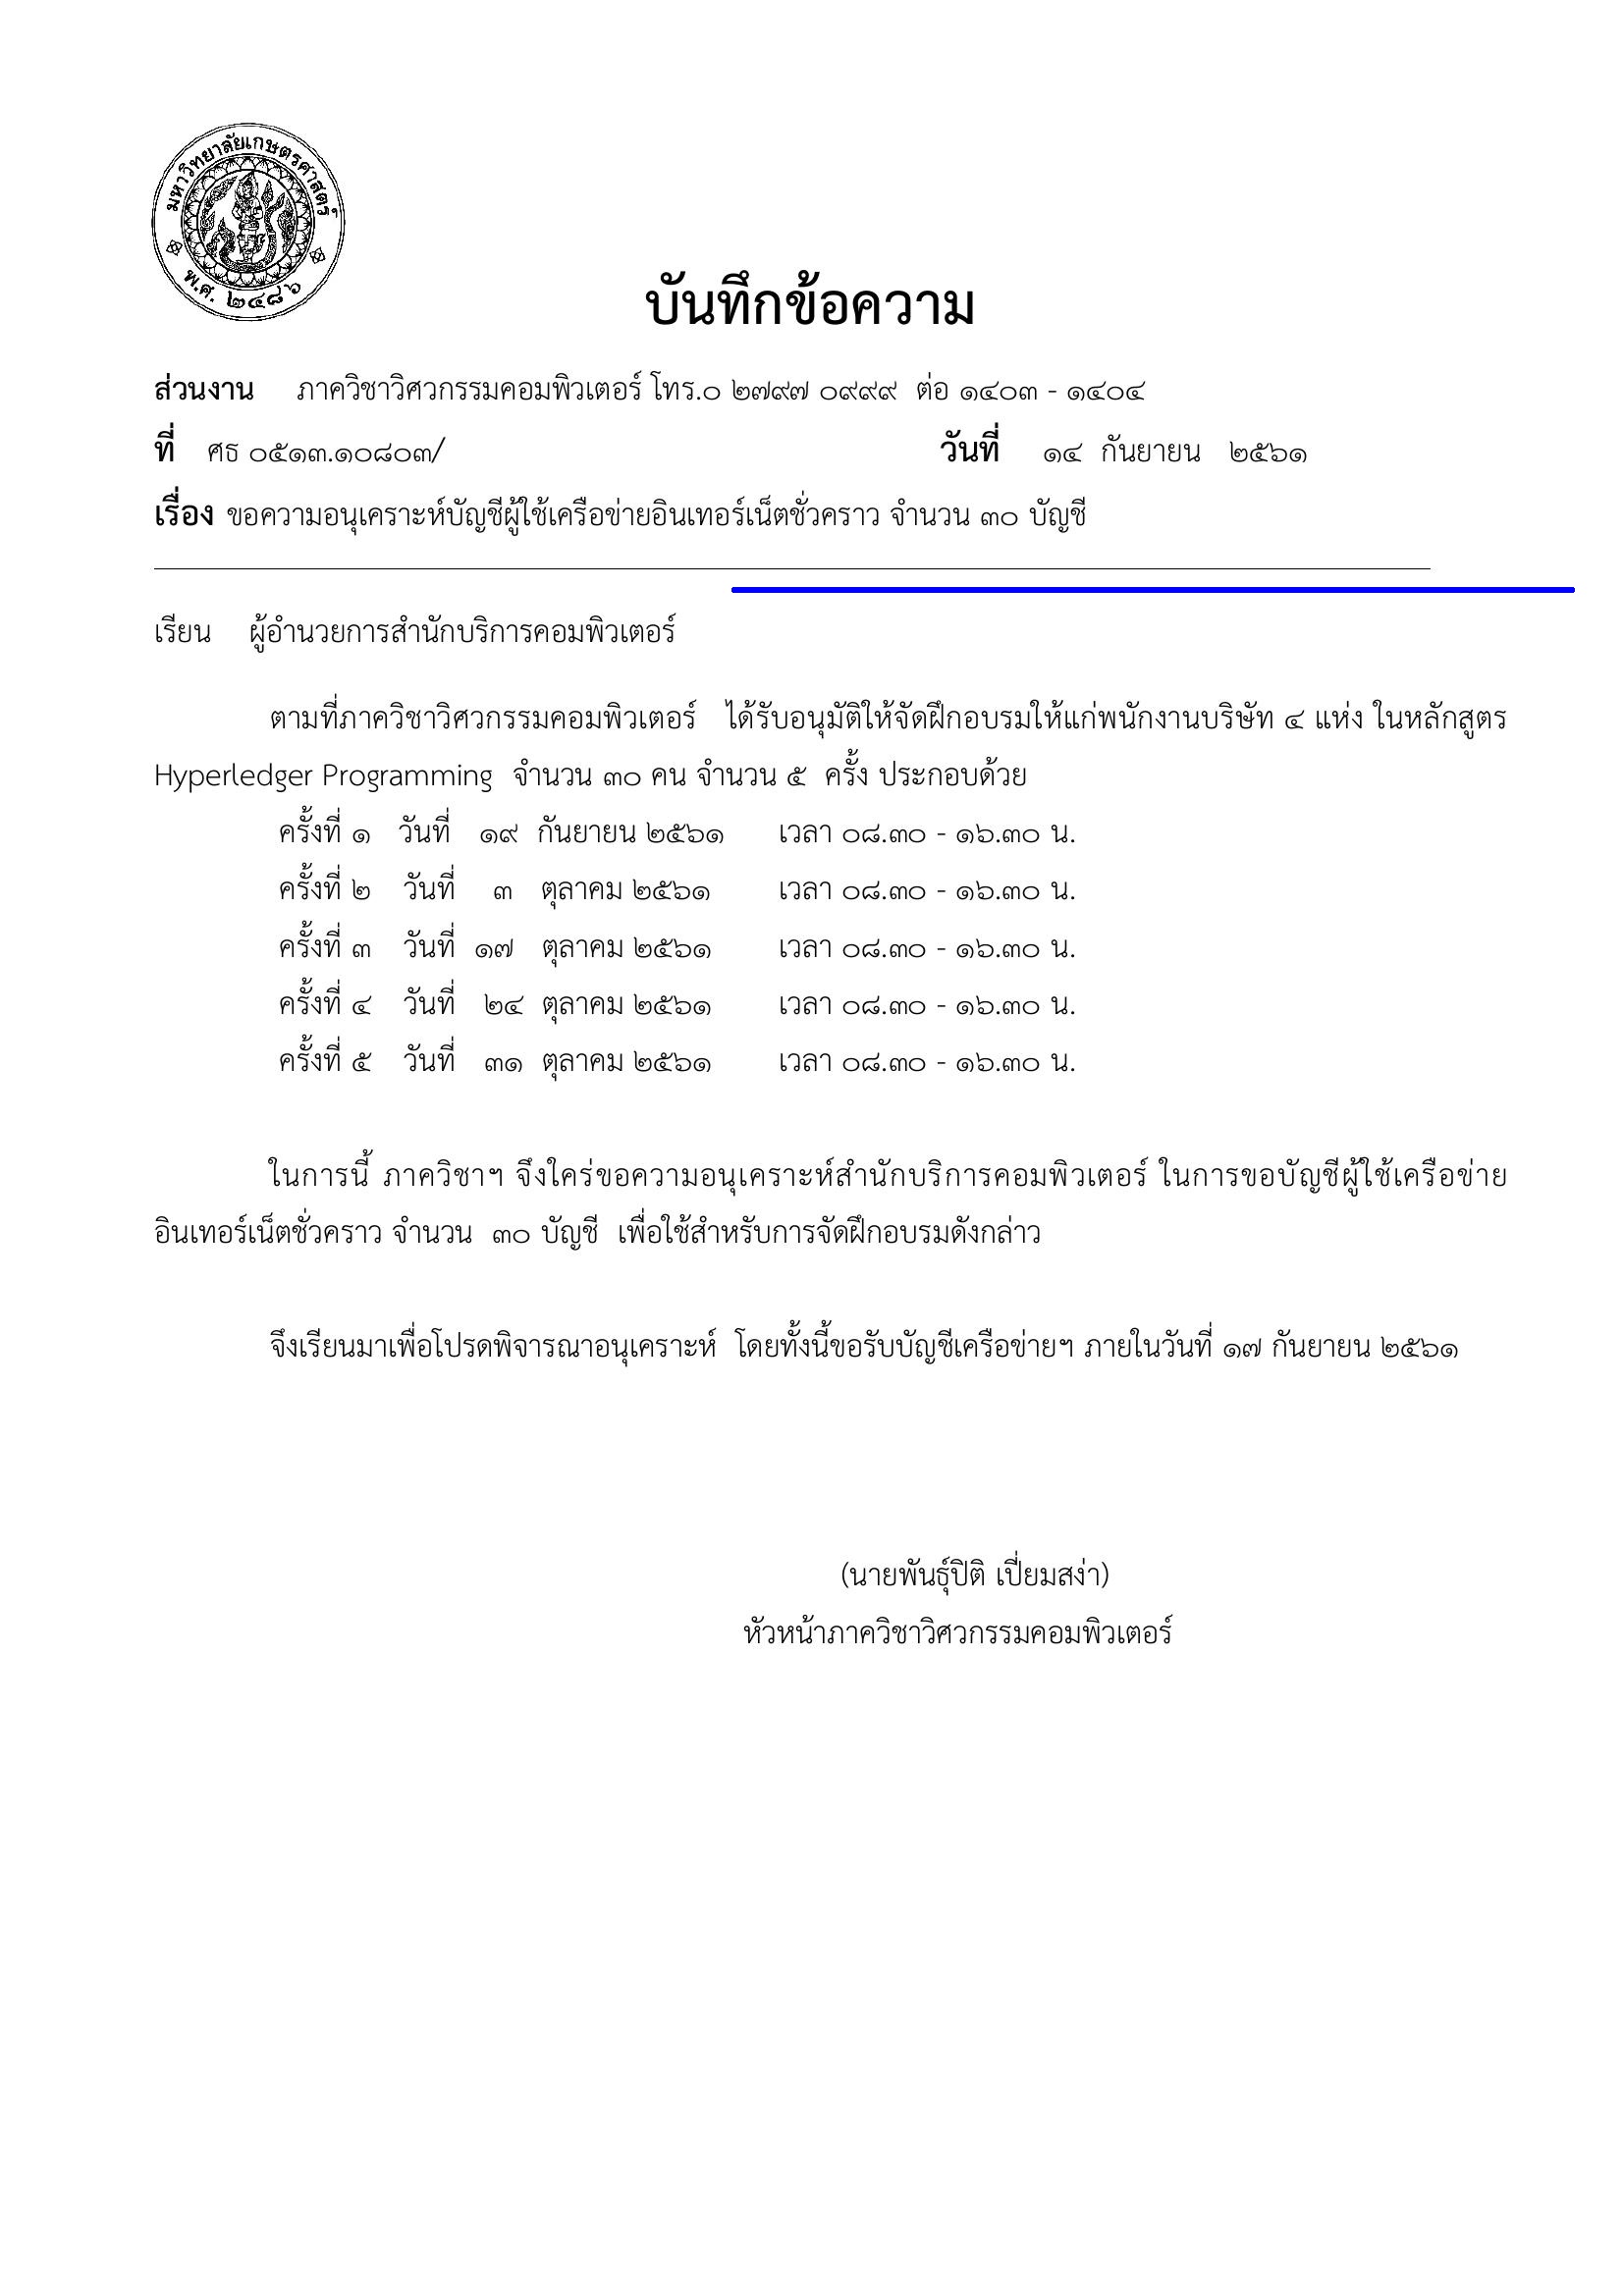 มหาวิทยาลัยเกษตรศาสตร์
พ.ศ. ๒๔๘๖
บันทึกข้อความ
ส่วนงาน ภาควิชาวิศวกรรมคอมพิวเตอร์ โทร.๐ ๒๗๙๗ ๐๙๙๙ ต่อ ๑๔๐๓ - ๑๔๐๔
ที่ ศธ ๐๕๑๓.๑๐๘๐๓/ วันที่ ๑๔ กันยายน ๒๕๖๑
เรื่อง ขอความอนุเคราะห์บัญชีผู้ใช้เครือข่ายอินเทอร์เน็ตชั่วคราว จำนวน ๓๐ บัญชี
เรียน ผู้อำนวยการสำนักบริการคอมพิวเตอร์
ตามที่ภาควิชาวิศวกรรมคอมพิวเตอร์ ได้รับอนุมัติให้จัดฝึกอบรมให้แก่พนักงานบริษัท ๔ แห่ง ในหลักสูตร
Hyperledger Programming จำนวน ๓๐ คน จำนวน ๕ ครั้ง ประกอบด้วย
ครั้งที่ ๑ วันที่ ๑๙ กันยายน ๒๕๖๑ เวลา ๐๘.๓๐ - ๑๖.๓๐ น.
ครั้งที่ ๒ วันที่ ๓ ตุลาคม ๒๕๖๑ เวลา ๐๘.๓๐ - ๑๖.๓๐ น.
ครั้งที่ ๓ วันที่ ๑๗ ตุลาคม ๒๕๖๑ เวลา ๐๘.๓๐ - ๑๖.๓๐ น.
ครั้งที่ ๔ วันที่ ๒๔ ตุลาคม ๒๕๖๑ เวลา ๐๘.๓๐ - ๑๖.๓๐ น.
ครั้งที่ ๕ วันที่ ๓๑ ตุลาคม ๒๕๖๑ เวลา ๐๘.๓๐ - ๑๖.๓๐ น.
ในการนี้ ภาควิชาฯ จึงใคร่ขอความอนุเคราะห์สำนักบริการคอมพิวเตอร์ ในการขอบัญชีผู้ใช้เครือข่าย
อินเทอร์เน็ตชั่วคราว จำนวน ๓๐ บัญชี เพื่อใช้สำหรับการจัดฝึกอบรมดังกล่าว
จึงเรียนมาเพื่อโปรดพิจารณาอนุเคราะห์ โดยทั้งนี้ขอรับบัญชีเครือข่ายฯ ภายในวันที่ ๑๗ กันยายน ๒๕๖๑
(นายพันธุ์ปิติ เปี่ยมสง่า)
หัวหน้าภาควิชาวิศวกรรมคอมพิวเตอร์